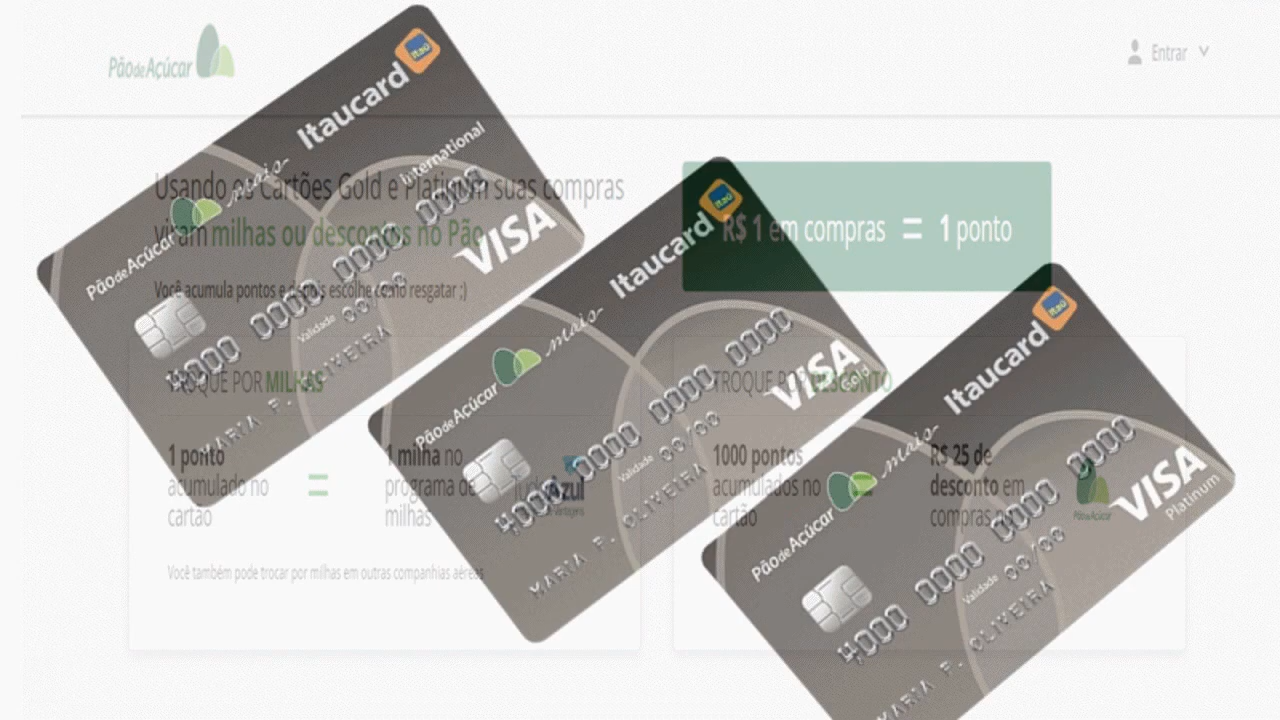 Pão de Açúcar
Entrar
Usando os Cartões Gold e Platinum suas compras
viram milhas ou descontos no Pão
Você acumula pontos e depois escolhe como resgatar ;)
R$ 1 em compras = 1 ponto
TROQUE POR MILHAS
1 ponto
acumulado no
cartão
=
1 milha no
programa de
milhas
Azul
Você também pode trocar por milhas em outras companhias aéreas
TROQUE POR DESCONTO
1000 pontos
acumulados no
cartão
=
R$ 25 de
desconto em
compras no
Pão de Açúcar
Itaú
Itaucard
International
Pão de Açúcar mais
4000 0000 0000 0000
Validade 00/00
MARIA P. OLIVEIRA
VISA
Itaú
Itaucard
Pão de Açúcar mais
4000 0000 0000 0000
Validade 00/00
MARIA P. OLIVEIRA
VISA
Gold
Itaú
Itaucard
Pão de Açúcar mais
4000 0000 0000 0000
Validade 00/00
MARIA P. OLIVEIRA
VISA
Platinum